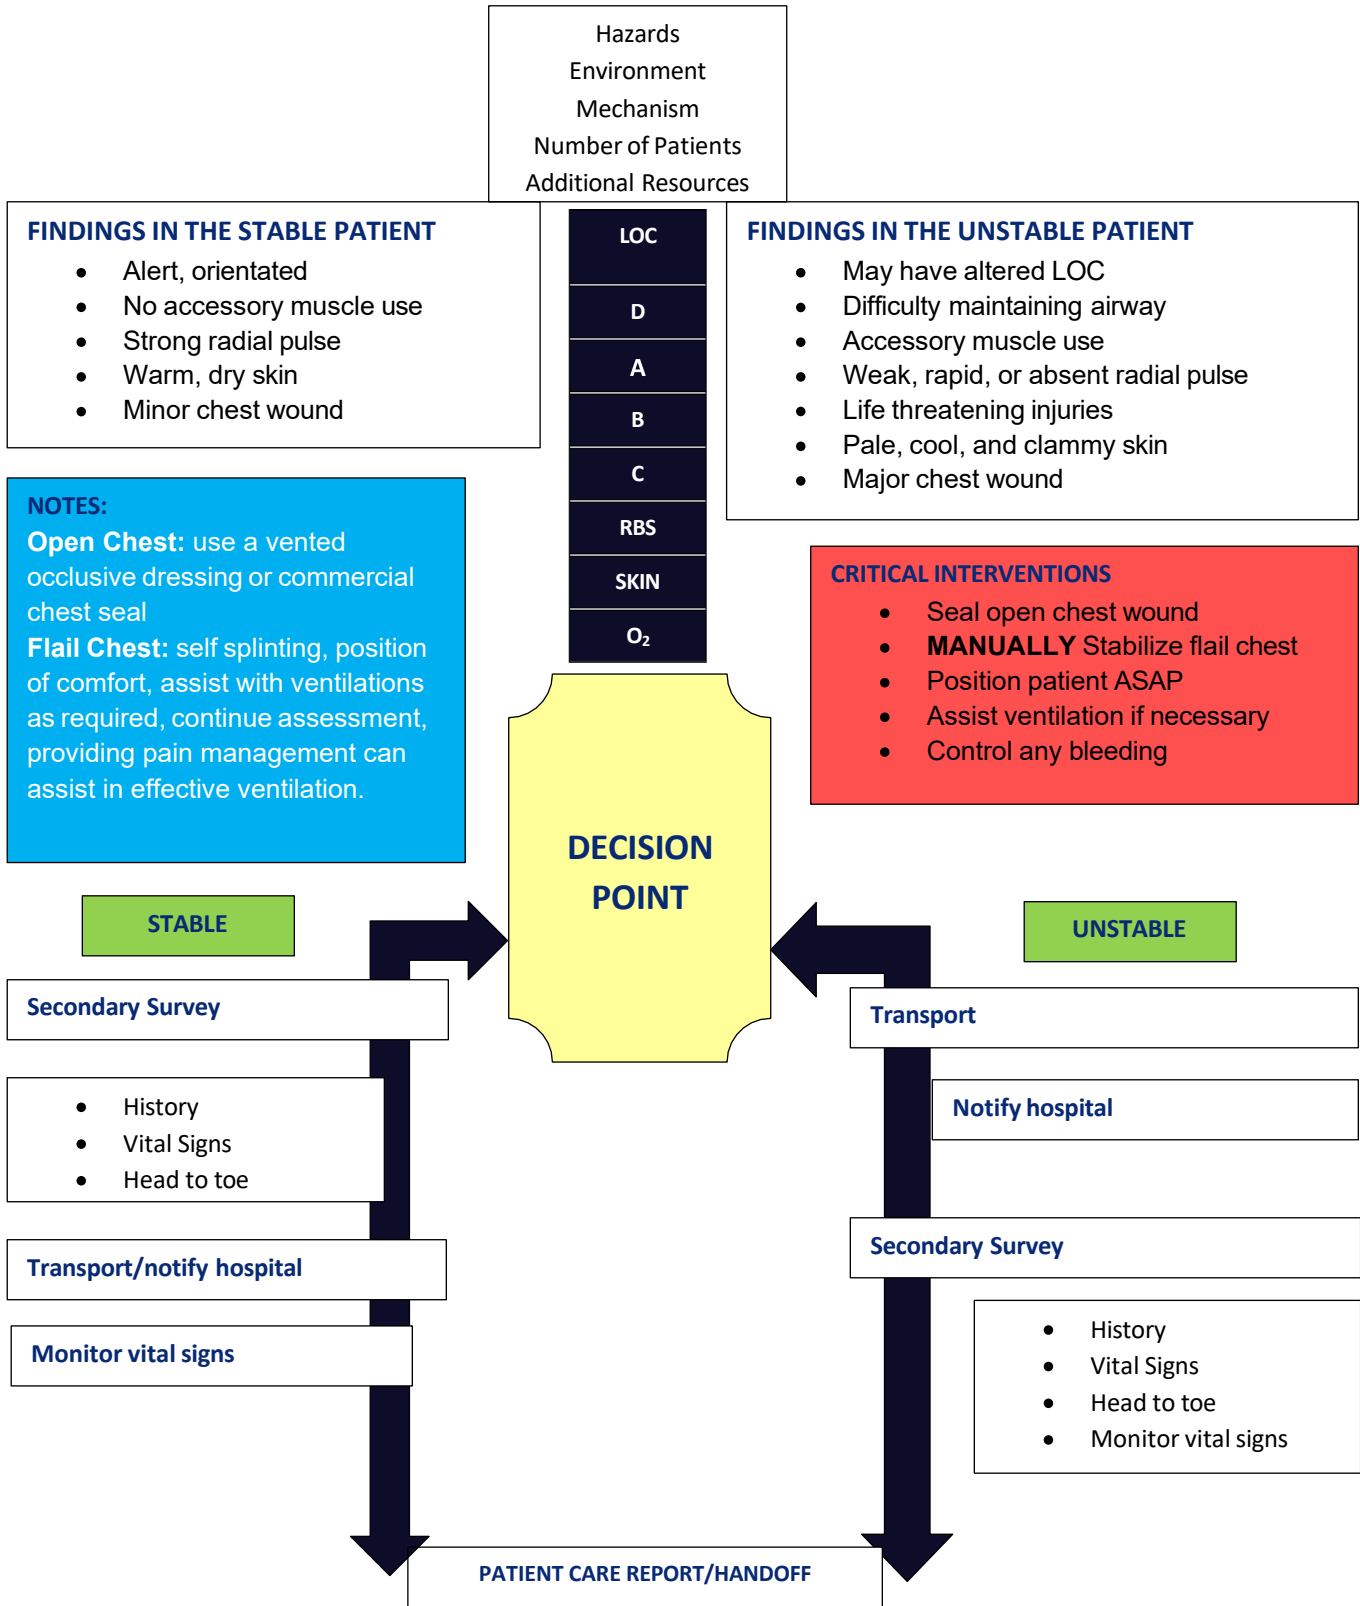 Hazards
Environment
Mechanism
Number of Patients
Additional Resources
FINDINGS IN THE STABLE PATIENT
• Alert, orientated
• No accessory muscle use
• Strong radial pulse
• Warm, dry skin
• Minor chest wound
LOC
D
A
B
C
RBS
SKIN
O₂
FINDINGS IN THE UNSTABLE PATIENT
• May have altered LOC
• Difficulty maintaining airway
• Accessory muscle use
• Weak, rapid, or absent radial pulse
• Life threatening injuries
• Pale, cool, and clammy skin
• Major chest wound
NOTES:
Open Chest: use a vented
occlusive dressing or commercial
chest seal
Flail Chest: self splinting, position
of comfort, assist with ventilations
as required, continue assessment,
providing pain management can
assist in effective ventilation.
CRITICAL INTERVENTIONS
• Seal open chest wound
• MANUALLY Stabilize flail chest
• Position patient ASAP
• Assist ventilation if necessary
• Control any bleeding
DECISION
POINT
STABLE
Secondary Survey
• History
• Vital Signs
• Head to toe
Transport/notify hospital
Monitor vital signs
UNSTABLE
Transport
Notify hospital
Secondary Survey
• History
• Vital Signs
• Head to toe
• Monitor vital signs
PATIENT CARE REPORT/HANDOFF